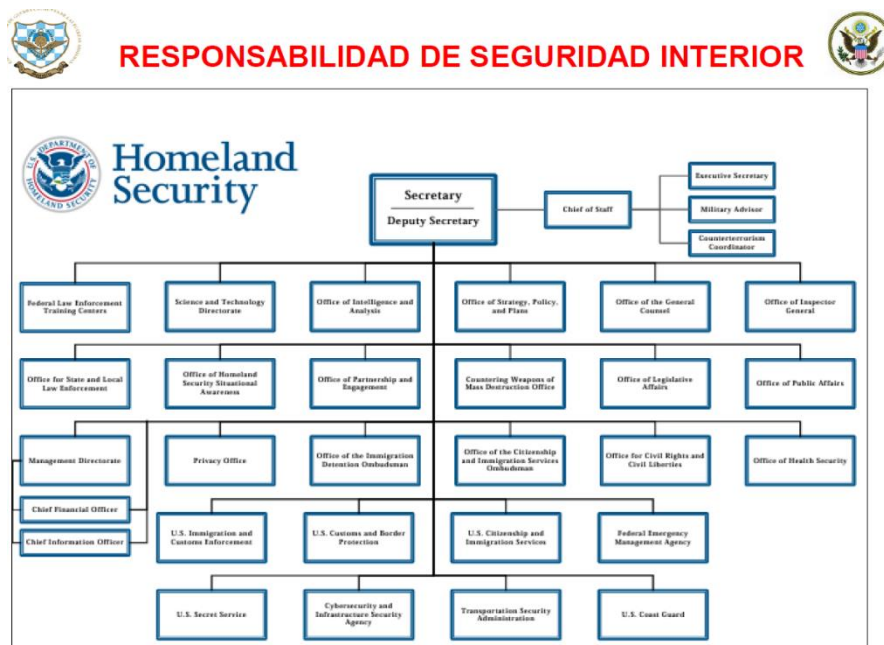 RESPONSABILIDAD DE SEGURIDAD INTERIOR
Homeland
Security
U.S. DEPARTMENT OF
HOMELAND SECURITY
Secretary
Deputy Secretary
Chief of Staff
Executive Secretary
Military Advisor
Counterterrorism
Coordinator
Federal Law Enforcement
Training Centers
Science and Technology
Directorate
Office of Intelligence and
Analysis
Office of Strategy, Policy,
and Plans
Office of the General
Counsel
Office of Inspector
General
Office for State and Local
Law Enforcement
Office of Homeland
Security Situational
Awareness
Office of Partnership and
Engagement
Countering Weapons of
Mass Destruction Office
Office of Legislative
Affairs
Office of Public Affairs
Management Directorate
Privacy Office
Office of the Immigration
Detention Ombudsman
Office of the Citizenship
and Immigration Services
Ombudsman
Office for Civil Rights and
Civil Liberties
Office of Health Security
Chief Financial Officer
Chief Information Officer
U.S. Immigration and
Customs Enforcement
U.S. Customs and Border
Protection
U.S. Citizenship and
Immigration Services
Federal Emergency
Management Agency
U.S. Secret Service
Cybersecurity and
Infrastructure Security
Agency
Transportation Security
Administration
U.S. Coast Guard